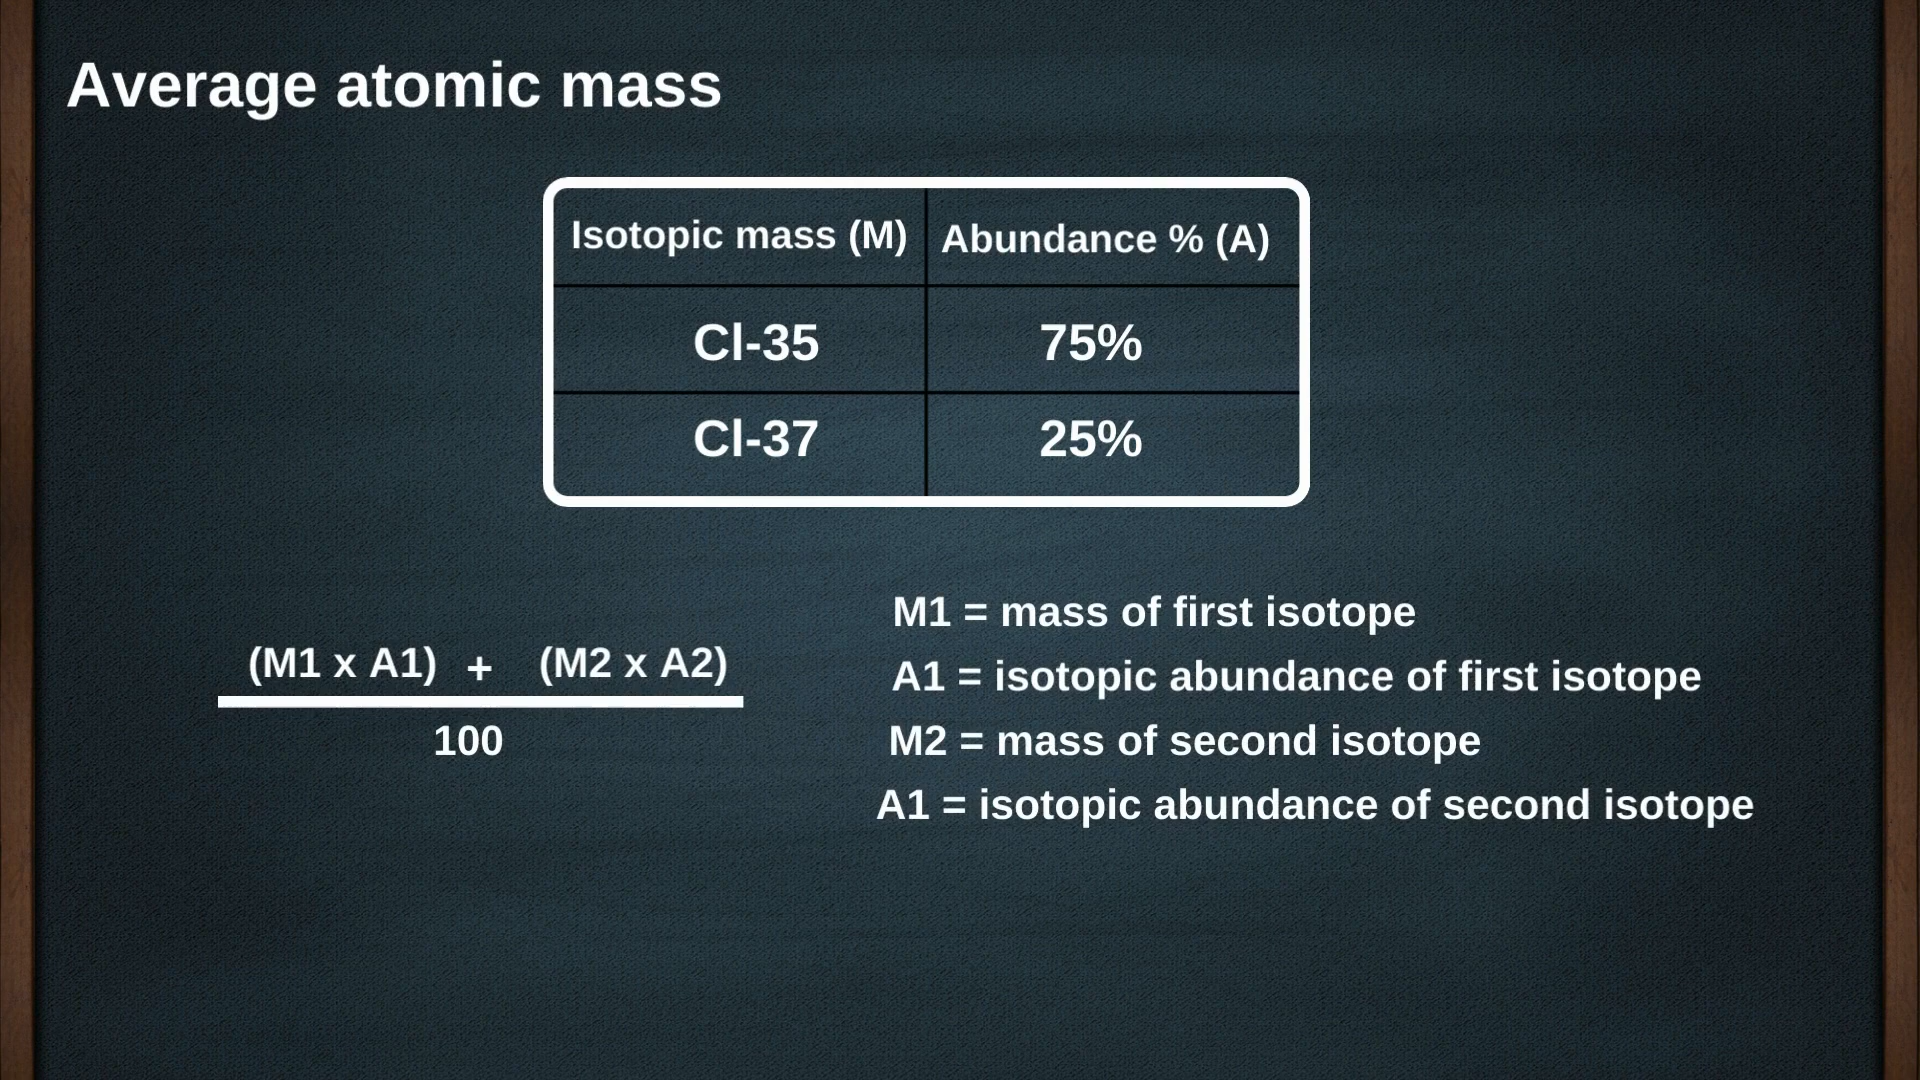 Average atomic mass
Isotopic mass (M) Abundance % (A)
Cl-35 75%
Cl-37 25%
(M1 x A1) + (M2 x A2)
100
M1 = mass of first isotope
A1 = isotopic abundance of first isotope
M2 = mass of second isotope
A1 = isotopic abundance of second isotope